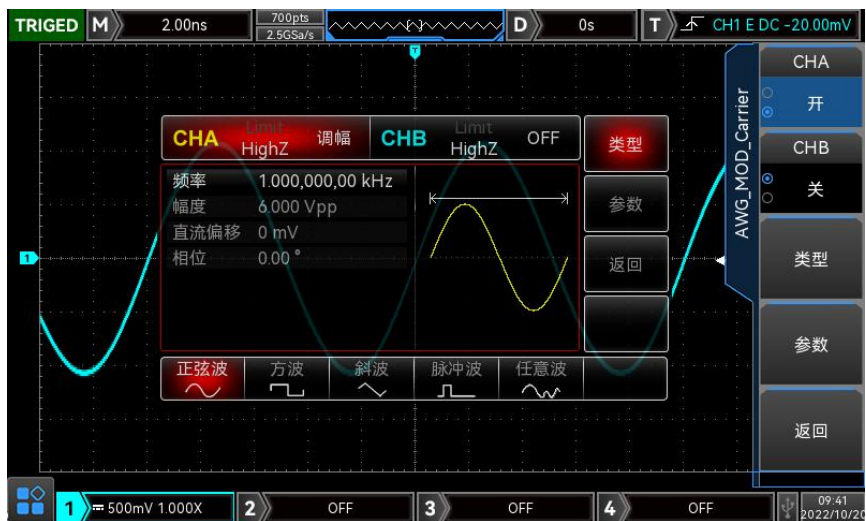 TRIGED M 2.00ns 700pts 2.5GSa/s D 0s T CH1 E DC -20.00mV
CHA Limit HighZ 调幅 CHB Limit HighZ OFF
频率 1.000,000,00 kHz
幅度 6.000 Vpp
直流偏移 0 mV
相位 0.00 °
类型
参数
返回
正弦波 方波 斜波 脉冲波 任意波
AWG_MOD_Carrier
CHA
开
CHB
关
类型
参数
返回
T
1
1 500mV 1.000X 2 OFF 3 OFF 4 OFF
09:41
2022/10/20